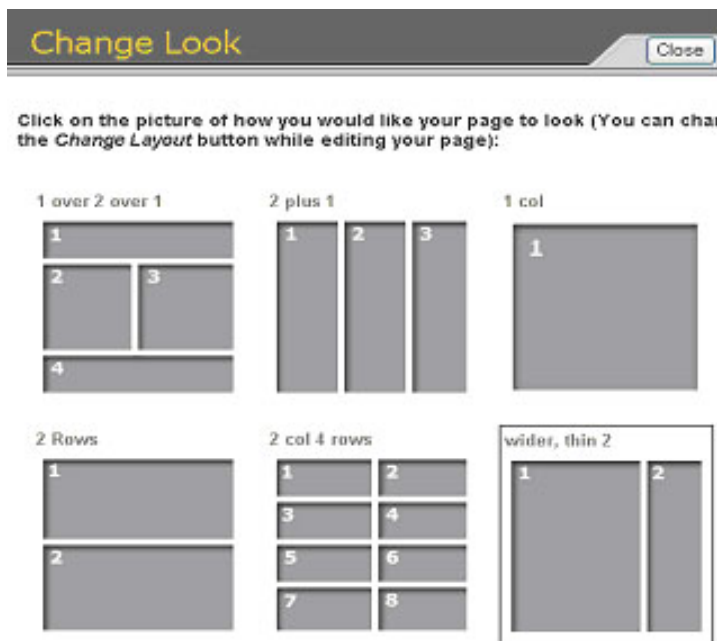 Change Look
Close
Click on the picture of how you would like your page to look (You can
the Change Layout button while editing your page):
1 over 2 over 1
2 plus 1
1 col
1
2
3
4
1
2
3
1
2 Rows
2 col 4 rows
wider, thin 2
1
2
1
2
3
4
5
6
7
8
1
2